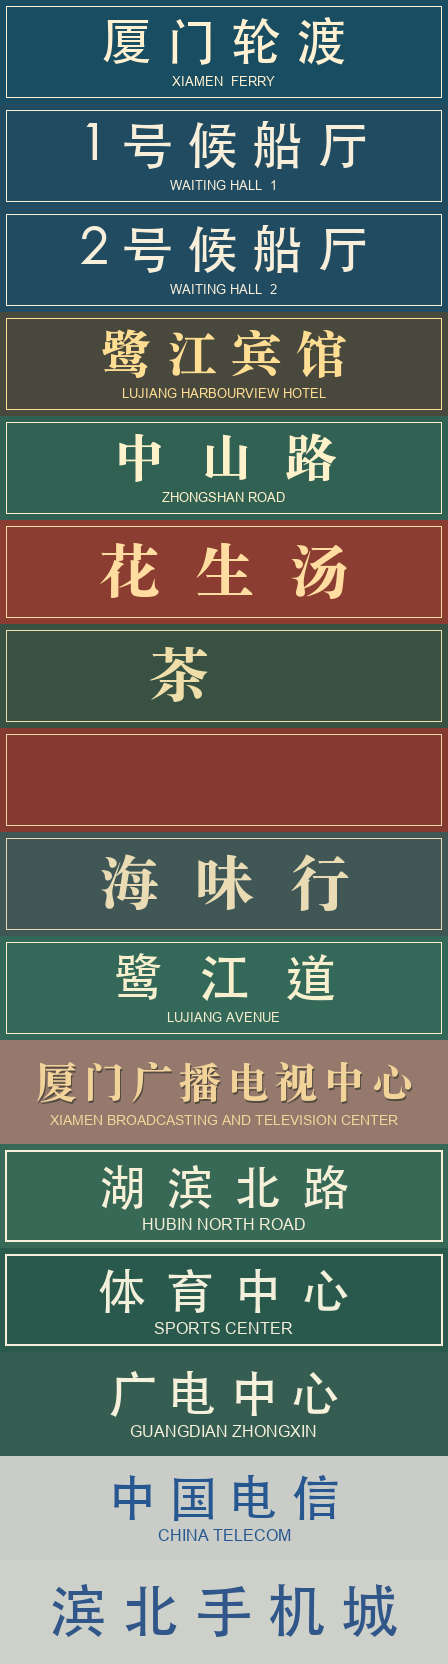 厦门轮渡
XIAMEN FERRY
1号候船厅
WAITING HALL 1
2号候船厅
WAITING HALL 2
鹭江宾馆
LUJIANG HARBOURVIEW HOTEL
中山路
ZHONGSHAN ROAD
花生汤
茶
海味行
鹭江道
LUJIANG AVENUE
厦门广播电视中心
XIAMEN BROADCASTING AND TELEVISION CENTER
湖滨北路
HUBIN NORTH ROAD
体育中心
SPORTS CENTER
广电中心
GUANGDIAN ZHONGXIN
中国电信
CHINA TELECOM
滨北手机城